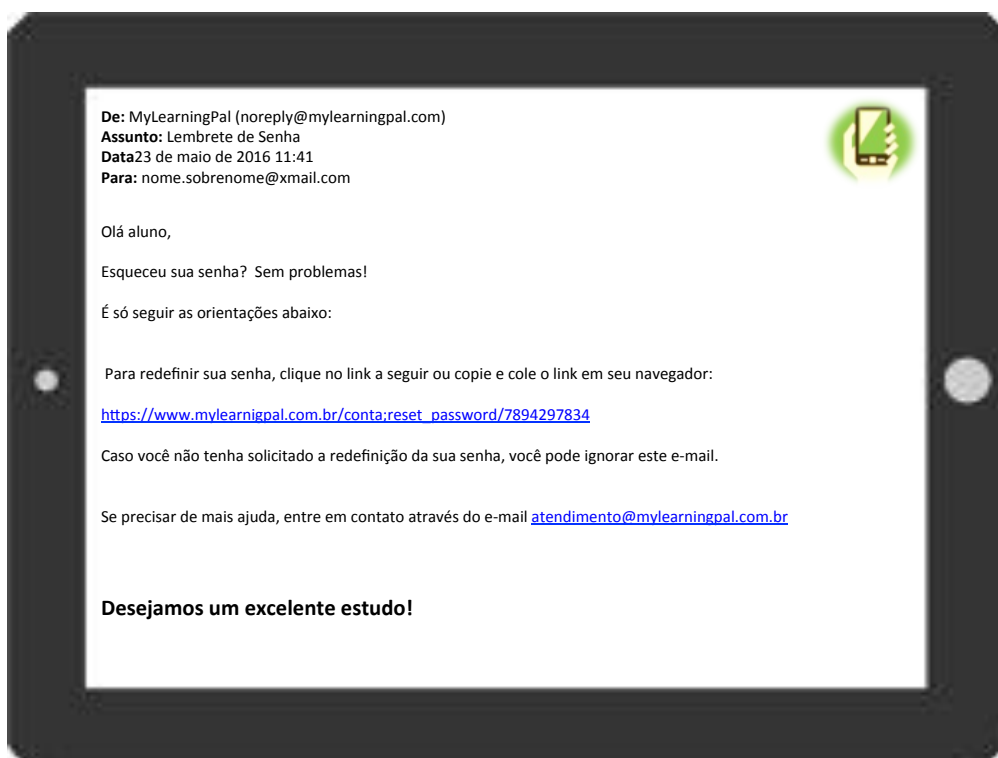 De: MyLearningPal (noreply@mylearningpal.com)
Assunto: Lembrete de Senha
Data23 de maio de 2016 11:41
Para: nome.sobrenome@xmail.com
Olá aluno,
Esqueceu sua senha?  Sem problemas!
É só seguir as orientações abaixo:
Para redefinir sua senha, clique no link a seguir ou copie e cole o link em seu navegador:
https://www.mylearnigpal.com.br/conta;reset_password/7894297834
Caso você não tenha solicitado a redefinição da sua senha, você pode ignorar este e-mail.
Se precisar de mais ajuda, entre em contato através do e-mail atendimento@mylearningpal.com.br
Desejamos um excelente estudo!